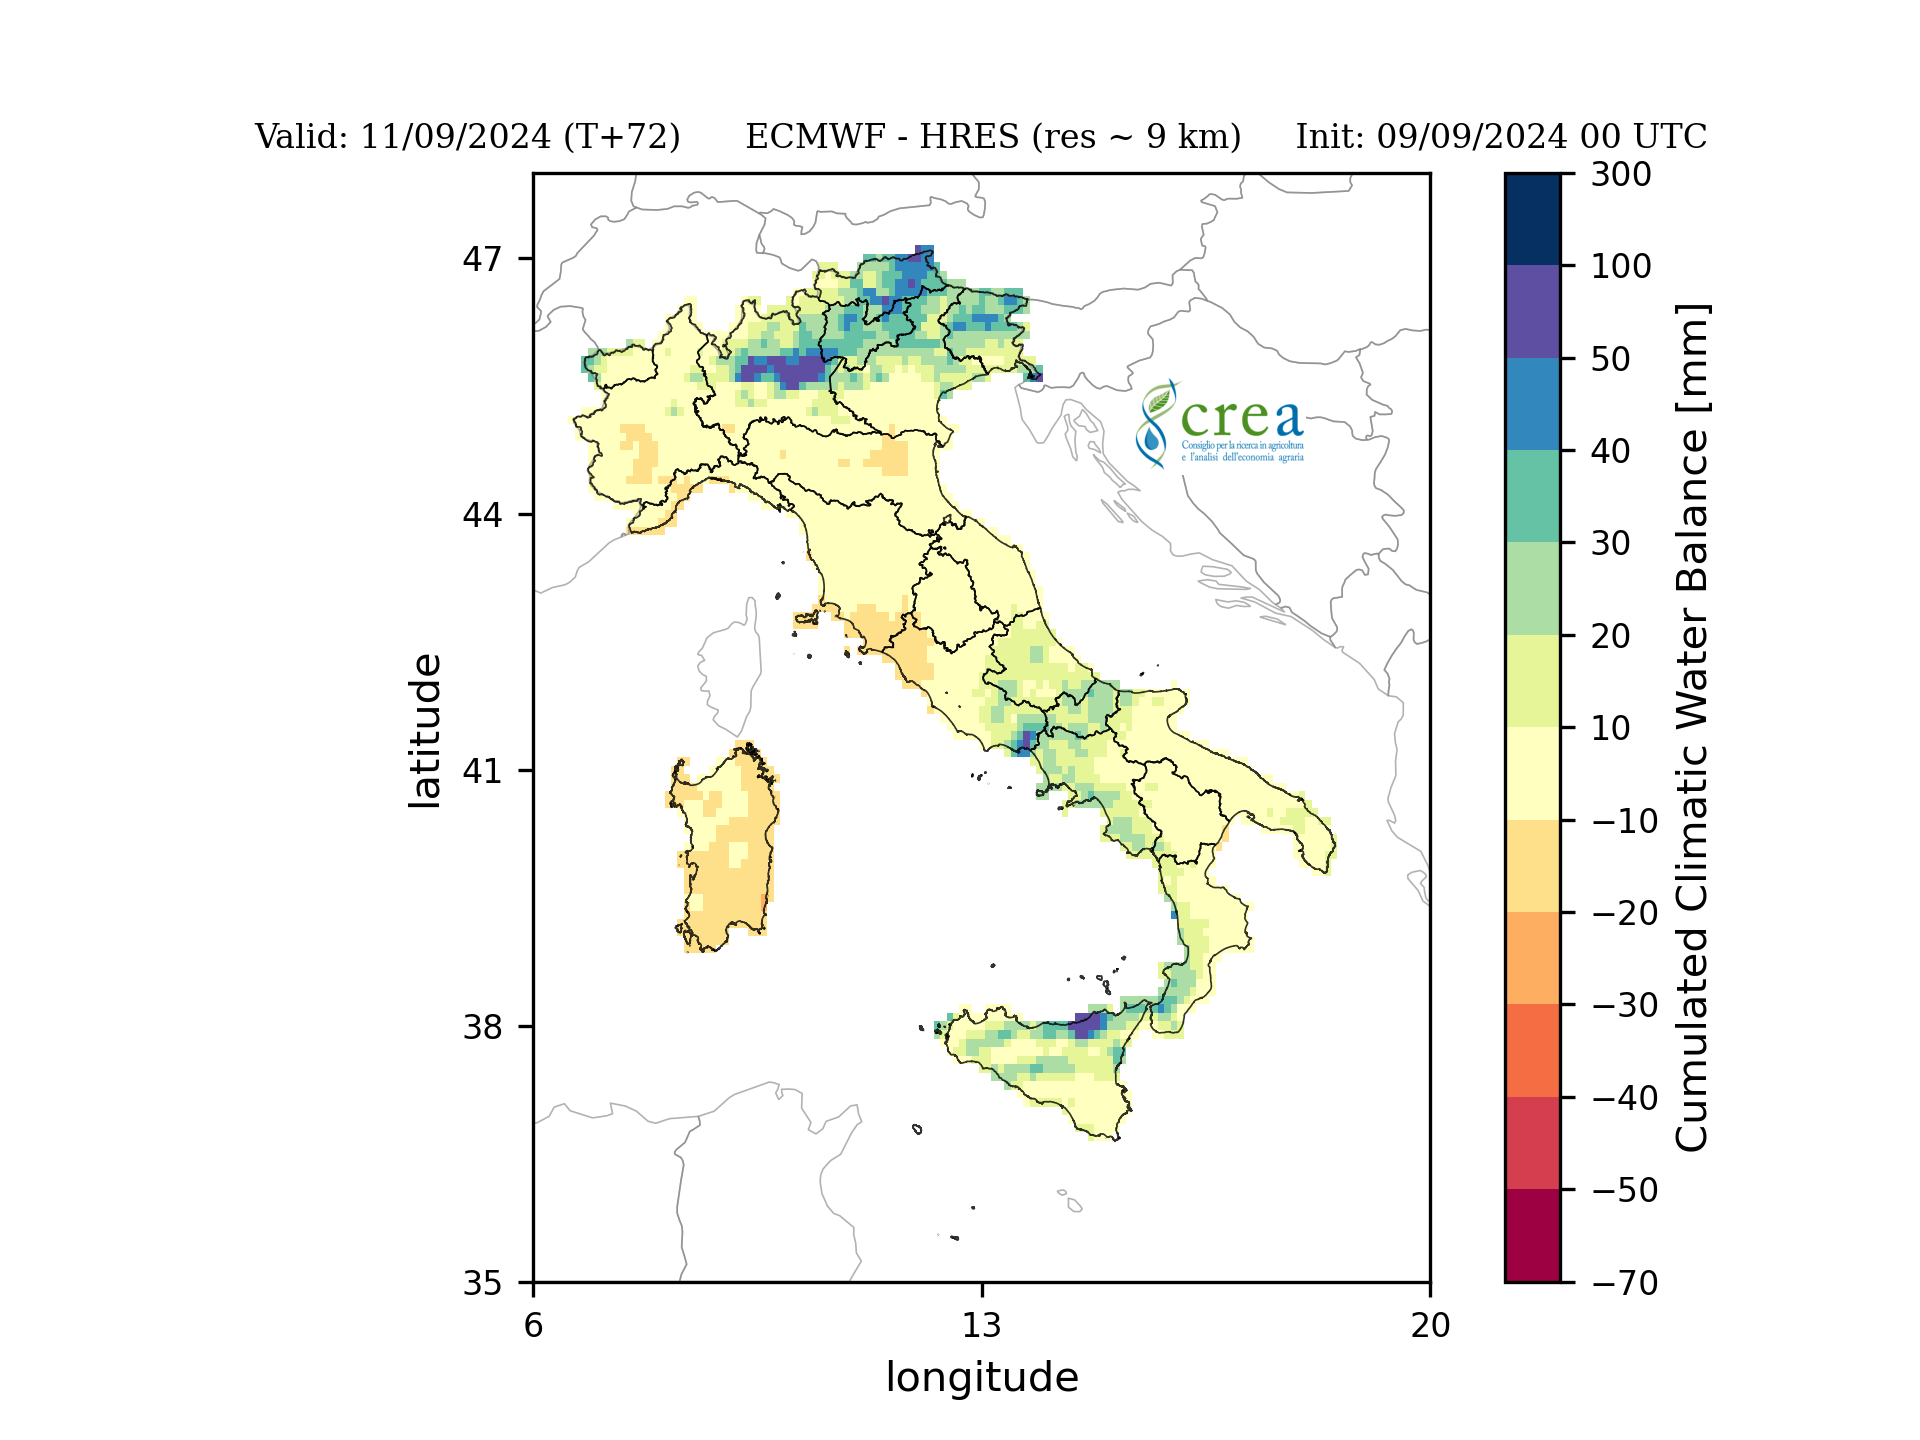 Valid: 11/09/2024 (T+72) ECMWF - HRES (res ~ 9 km) Init: 09/09/2024 00 UTC
300
100
50
40
30
20
10
−10
−20
−30
−40
−50
−70
Cumulated Climatic Water Balance [mm]
47
44
41
38
35
latitude
6 13 20
longitude
crea
Consiglio per la ricerca in agricoltura
e l'analisi dell'economia agraria